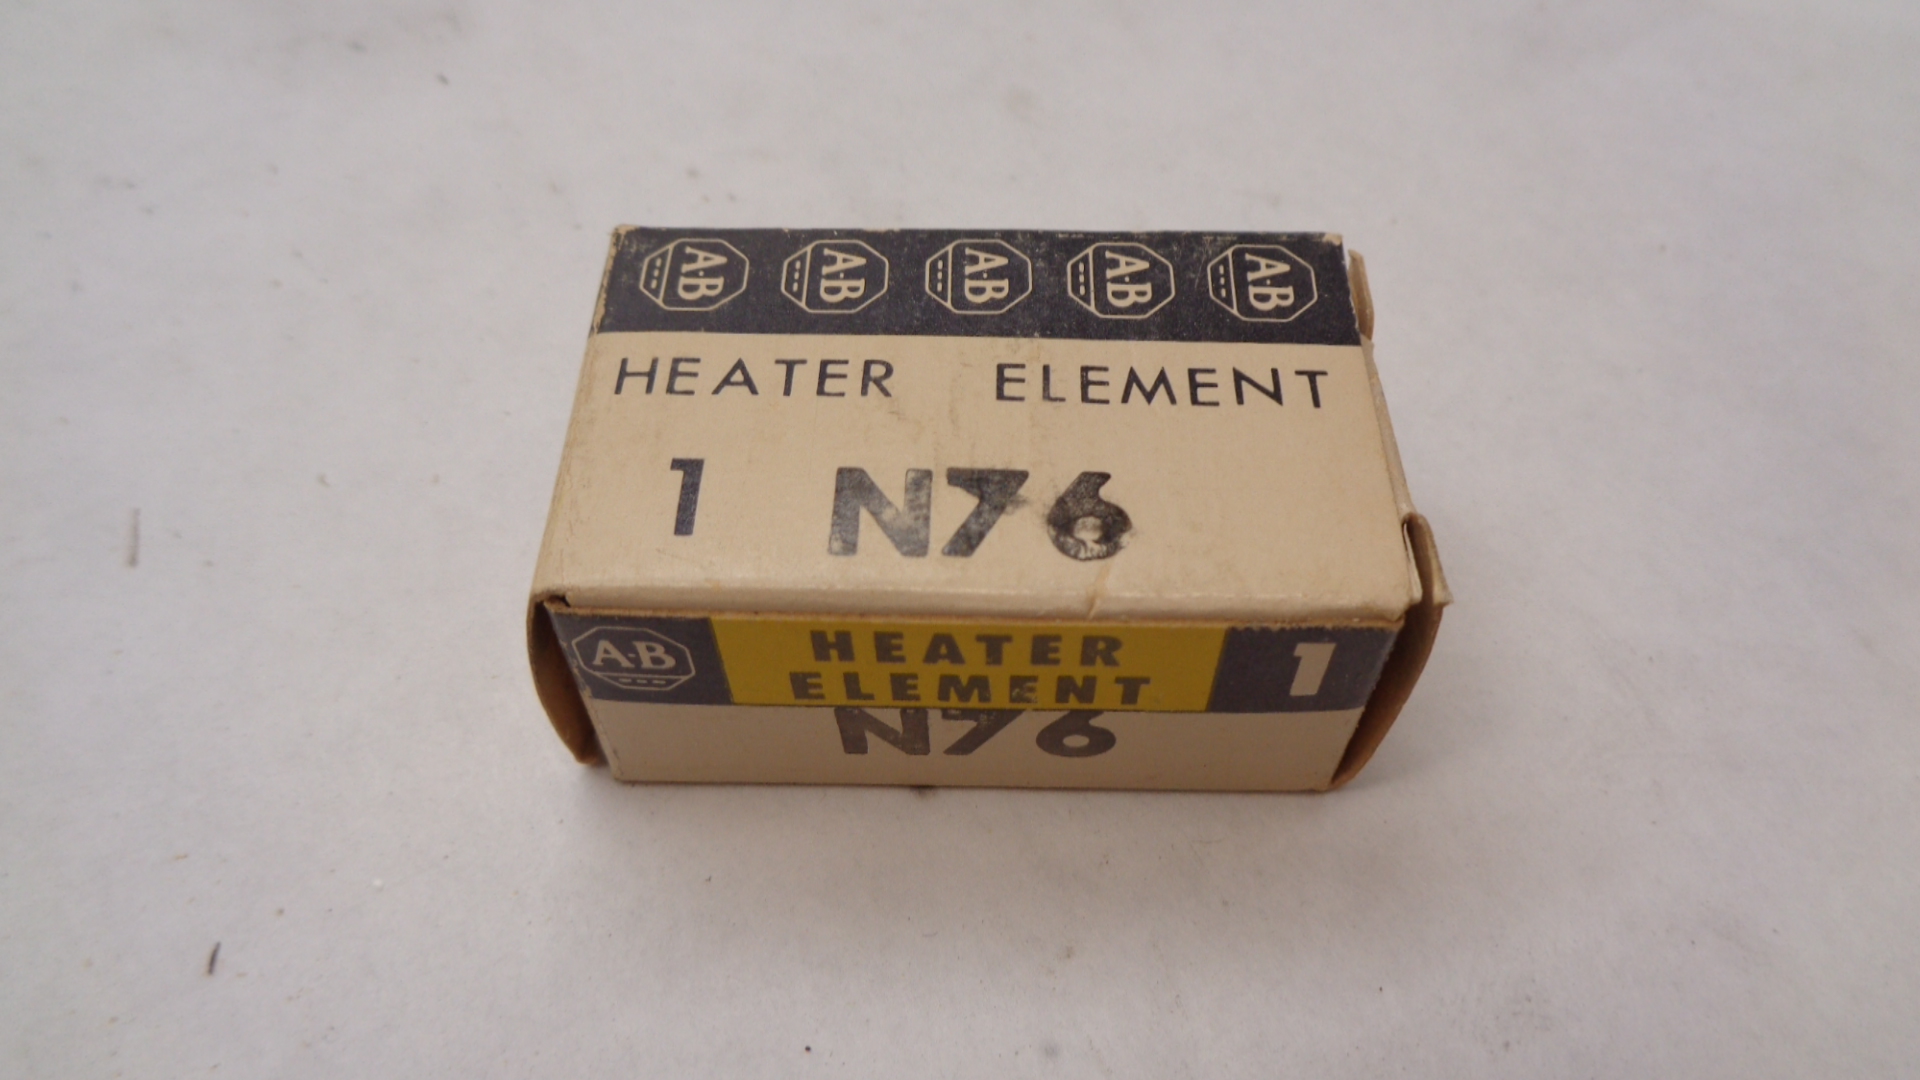 A·B A·B A·B A·B A·B
HEATER ELEMENT
1 N76
A·B HEATER 1
ELEMENT
N76